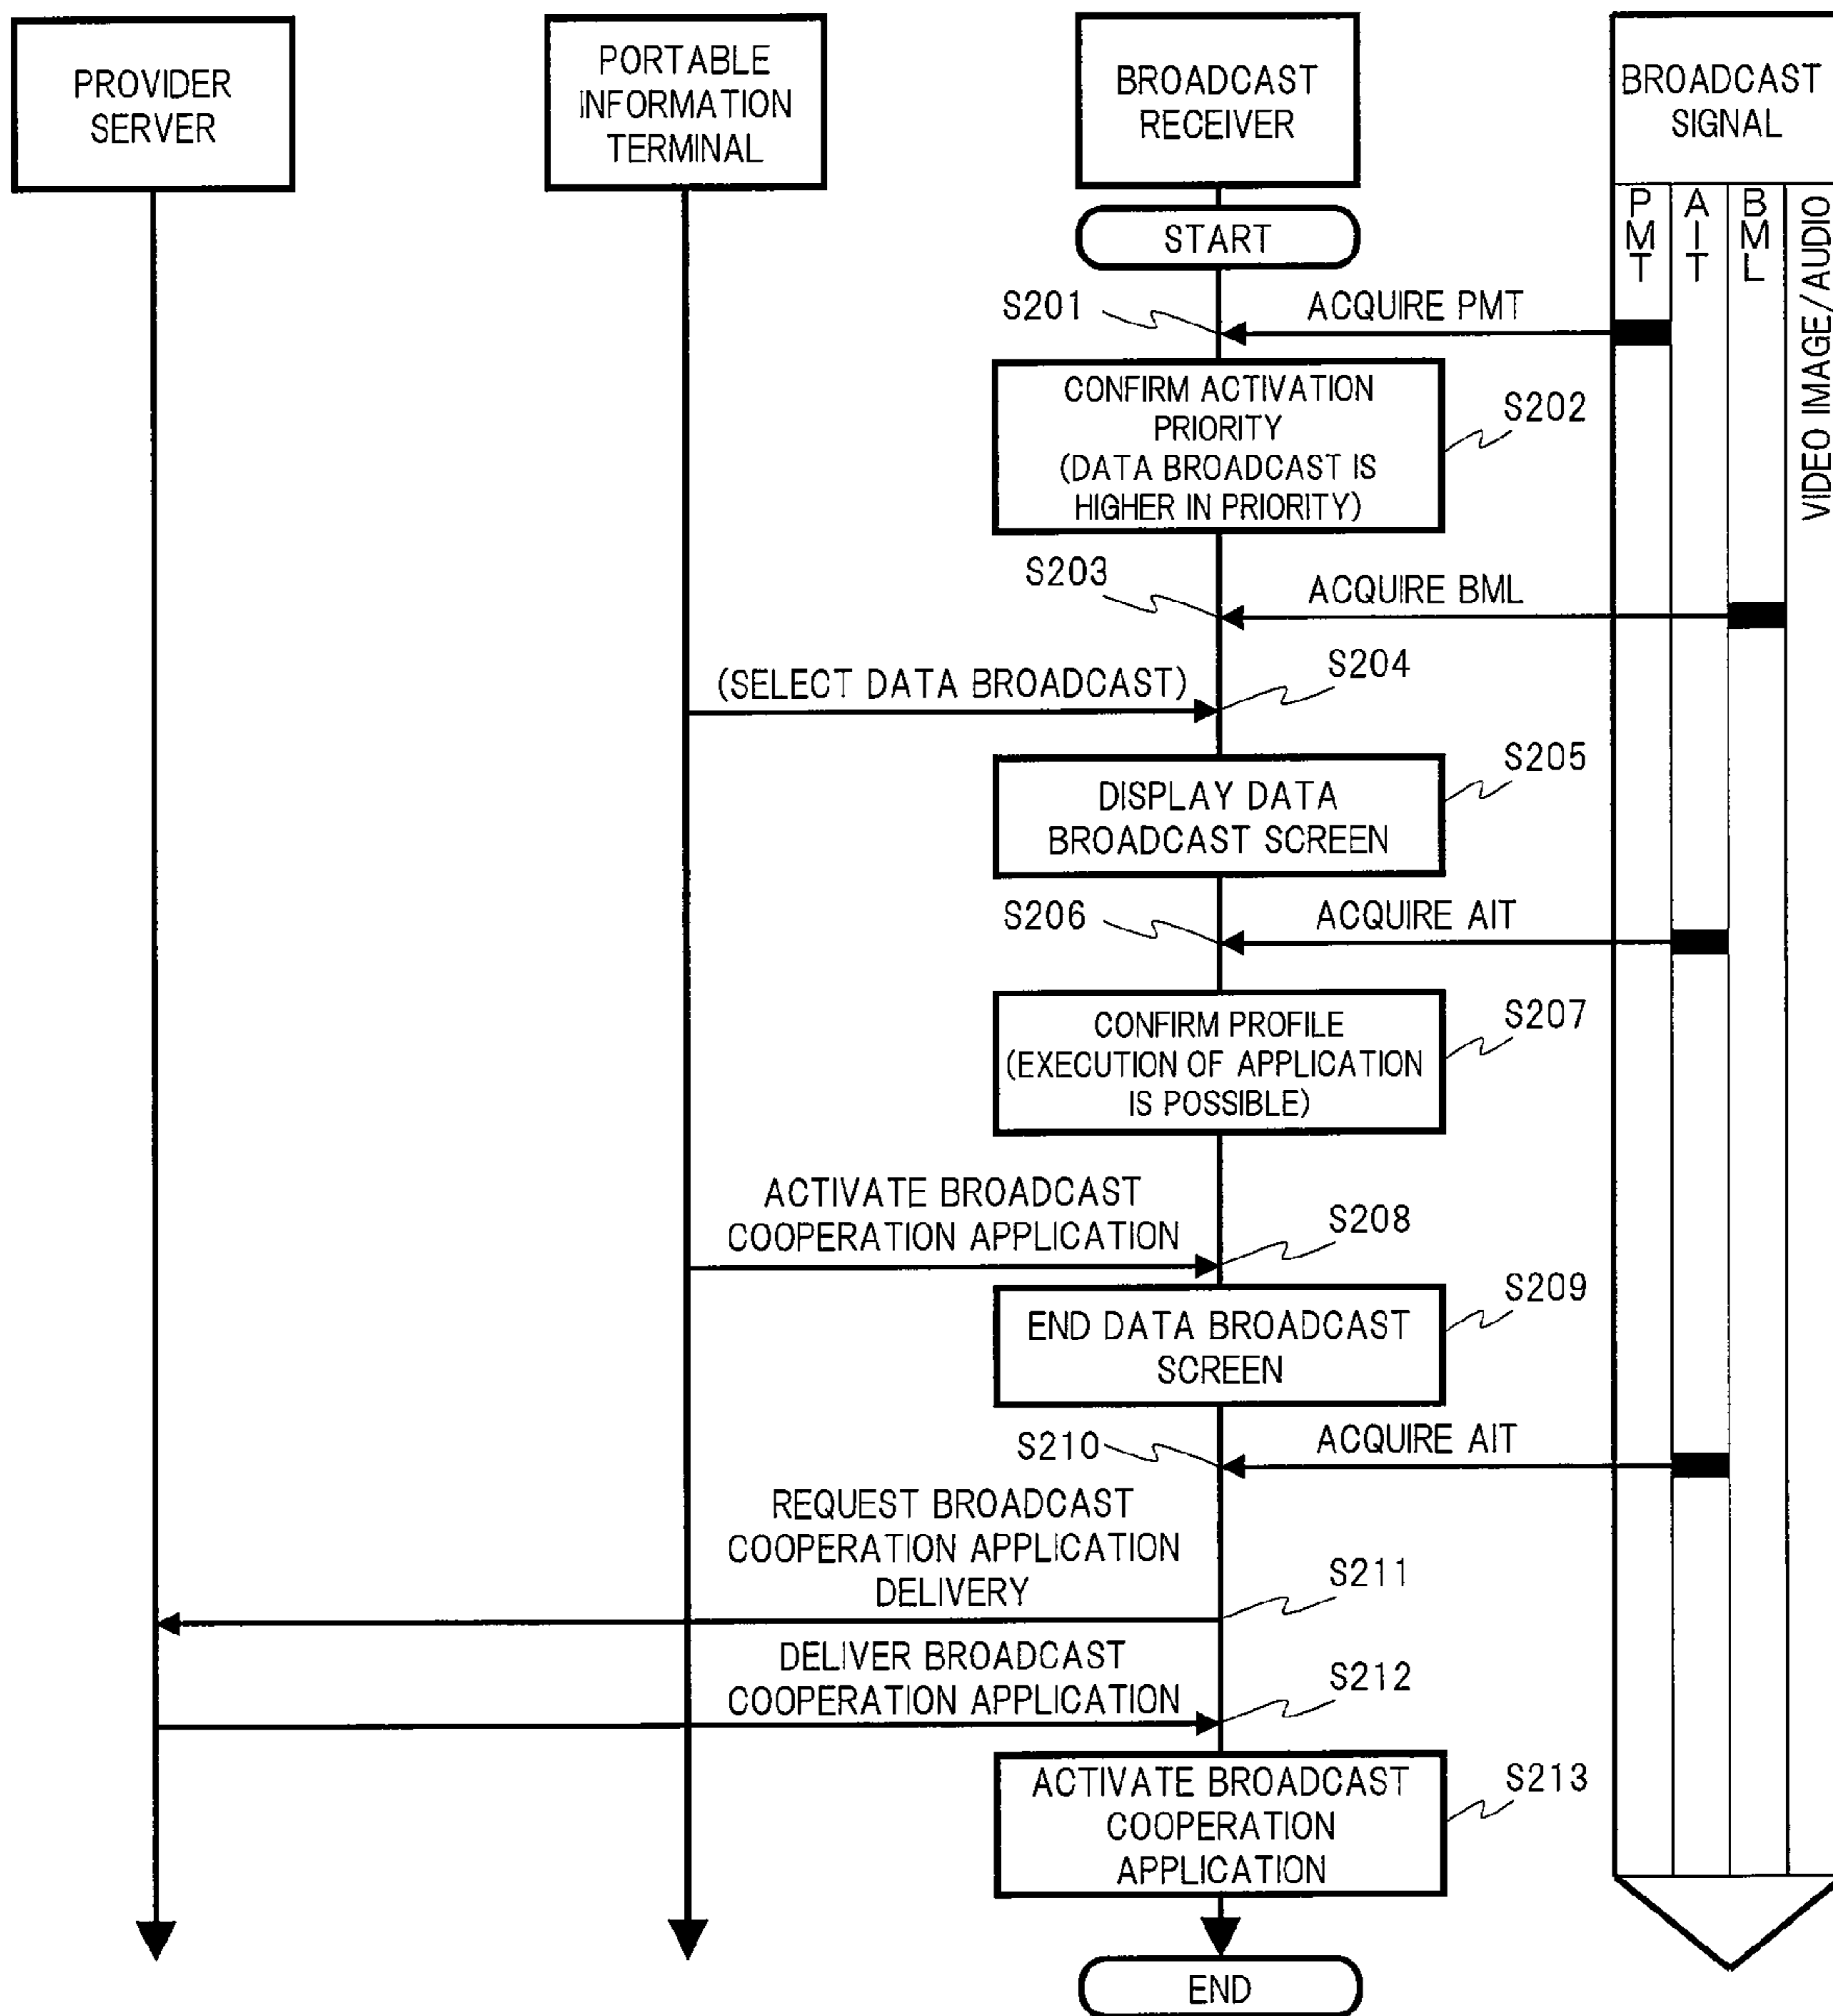 PROVIDER
SERVER
PORTABLE
INFORMATION
TERMINAL
BROADCAST
RECEIVER
BROADCAST
SIGNAL
PMT
AIT
BML
VIDEO IMAGE/AUDIO
START
S201
ACQUIRE PMT
CONFIRM ACTIVATION
PRIORITY
(DATA BROADCAST IS
HIGHER IN PRIORITY)
S202
S203
ACQUIRE BML
(SELECT DATA BROADCAST)
S204
DISPLAY DATA
BROADCAST SCREEN
S205
S206
ACQUIRE AIT
CONFIRM PROFILE
(EXECUTION OF APPLICATION
IS POSSIBLE)
S207
ACTIVATE BROADCAST
COOPERATION APPLICATION
S208
END DATA BROADCAST
SCREEN
S209
S210
ACQUIRE AIT
REQUEST BROADCAST
COOPERATION APPLICATION
DELIVERY
S211
DELIVER BROADCAST
COOPERATION APPLICATION
S212
ACTIVATE BROADCAST
COOPERATION
APPLICATION
S213
END